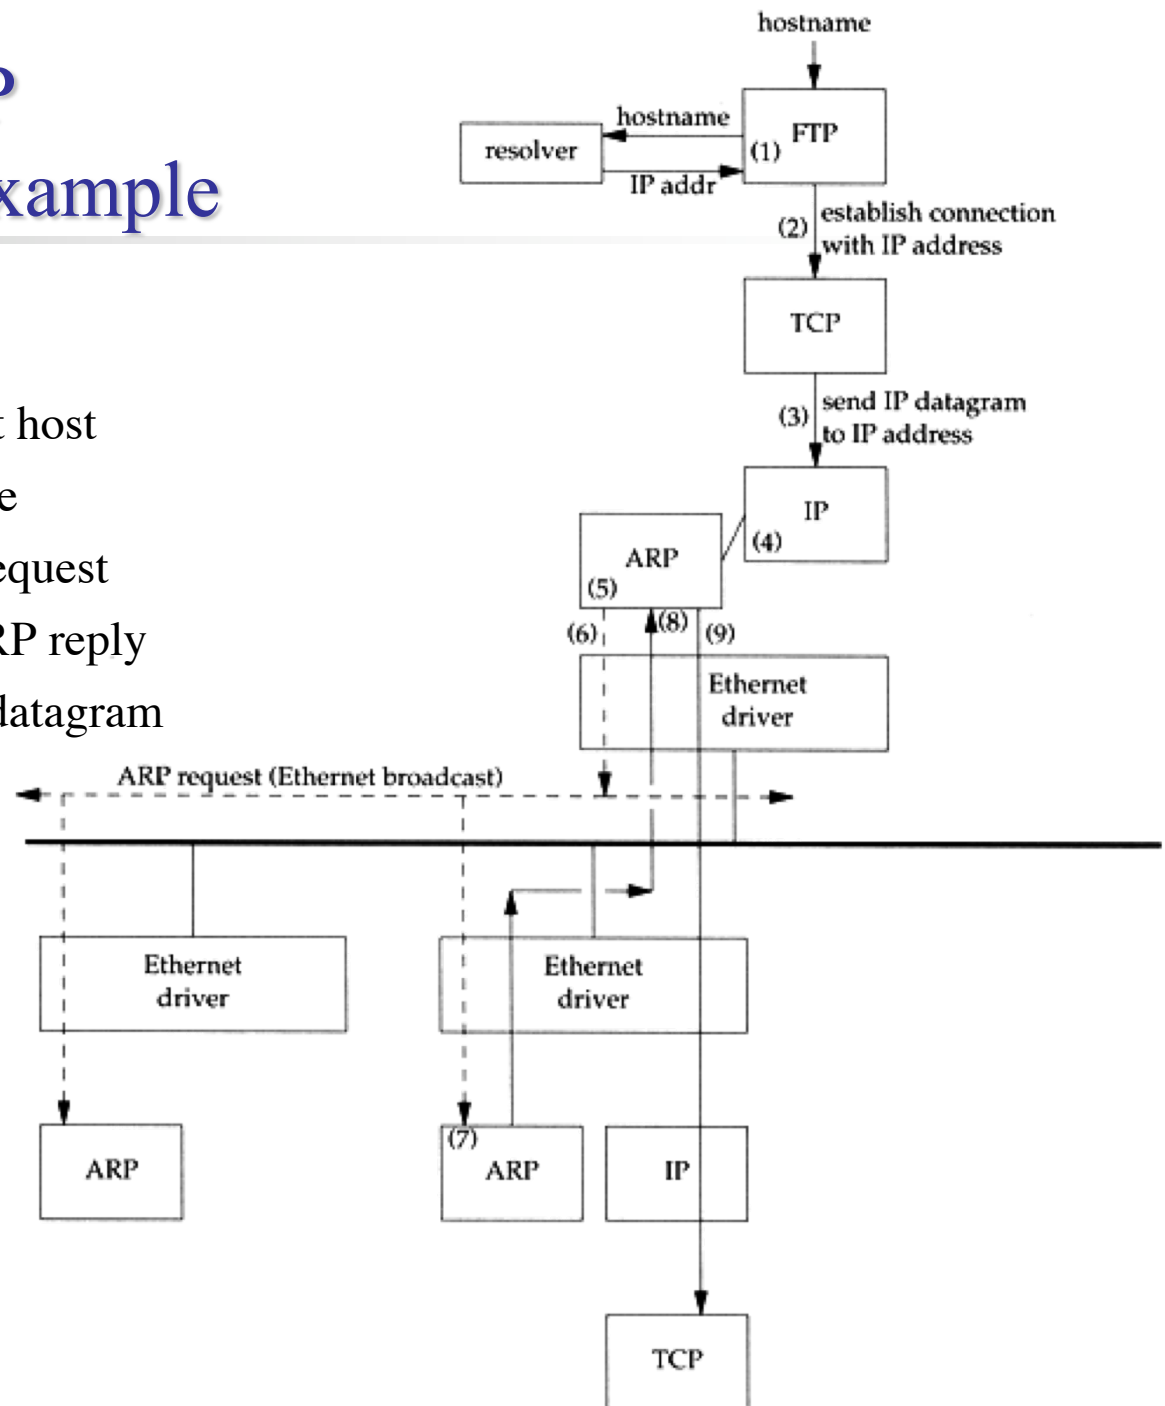 P
xample
t host
e
equest
RP reply
datagram
hostname
FTP
(1)
hostname
resolver
IP addr
(2)
establish connection
with IP address
TCP
(3)
send IP datagram
to IP address
IP
(4)
ARP
(5)
(6)
(8)
(9)
Ethernet
driver
ARP request (Ethernet broadcast)
Ethernet
driver
Ethernet
driver
ARP
(7)
ARP
IP
TCP